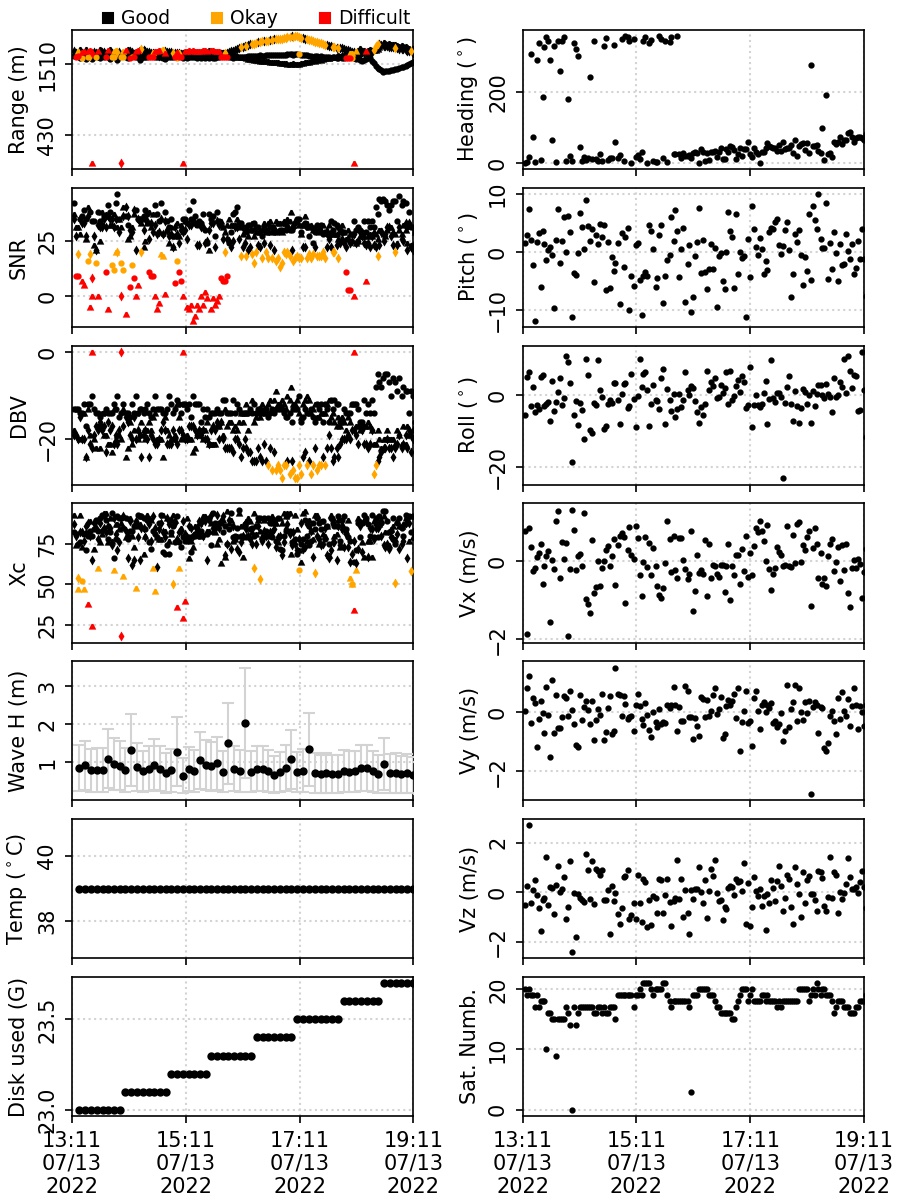 Good Okay Difficult
Range (m)
1510
430
Heading (°)
200
0
SNR
25
0
Pitch (°)
10
0
−10
DBV
0
−20
Roll (°)
0
−20
Xc
75
50
25
Vx (m/s)
0
−2
Wave H (m)
3
2
1
Vy (m/s)
0
−2
Temp (°C)
40
38
Vz (m/s)
2
0
−2
Disk used (G)
23.5
23.0
Sat. Numb.
20
10
0
13:11 15:11 17:11 19:11
07/13 07/13 07/13 07/13
2022 2022 2022 2022
13:11 15:11 17:11 19:11
07/13 07/13 07/13 07/13
2022 2022 2022 2022